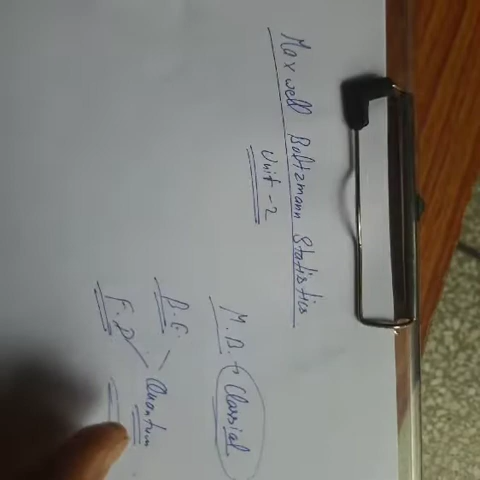 Maxwell Boltzmann Statistics
Unit-2
M.B. → Classical
B.E.
Quantum
F.D